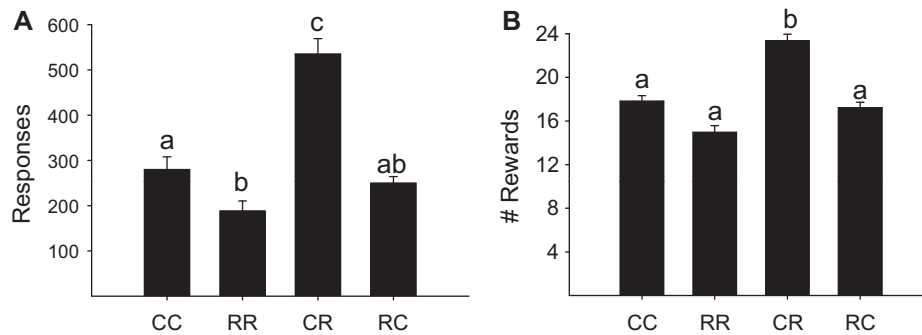 A
Responses
600
500
400
300
200
100
a
b
c
ab
CC
RR
CR
RC
B
# Rewards
24
20
16
12
8
4
a
a
b
a
CC
RR
CR
RC